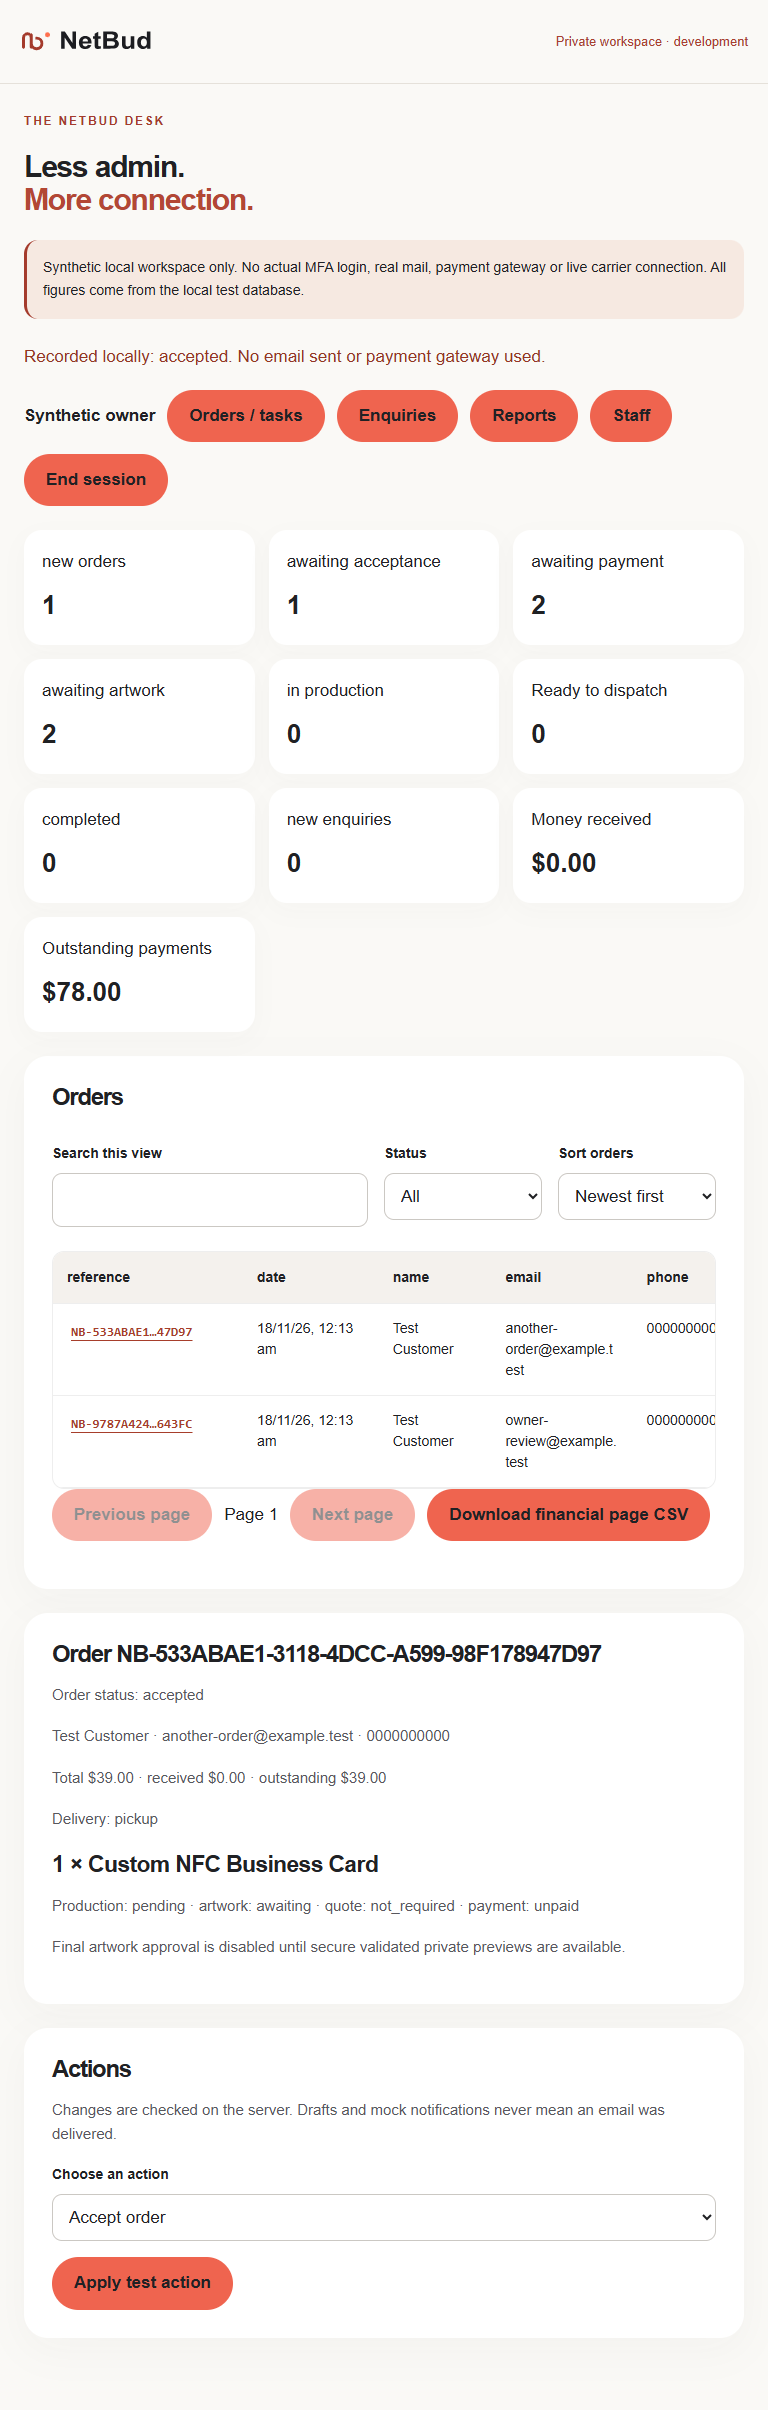 NetBud
Private workspace · development
THE NETBUD DESK
Less admin.
More connection.
Synthetic local workspace only. No actual MFA login, real mail, payment gateway or live carrier connection. All
figures come from the local test database.
Recorded locally: accepted. No email sent or payment gateway used.
Synthetic owner Orders / tasks Enquiries Reports Staff
End session
new orders awaiting acceptance awaiting payment
1 1 2
awaiting artwork in production Ready to dispatch
2 0 0
completed new enquiries Money received
0 0 $0.00
Outstanding payments
$78.00
Orders
Search this view Status Sort orders
All Newest first
reference date name email phone
NB-533ABAE1…47D97 18/11/26, 12:13 Test another- 0000000000
am Customer order@example.t
est
NB-9787A424…643FC 18/11/26, 12:13 Test owner- 0000000000
am Customer review@example.
test
Previous page Page 1 Next page Download financial page CSV
Order NB-533ABAE1-3118-4DCC-A599-98F178947D97
Order status: accepted
Test Customer · another-order@example.test · 0000000000
Total $39.00 · received $0.00 · outstanding $39.00
Delivery: pickup
1 × Custom NFC Business Card
Production: pending · artwork: awaiting · quote: not_required · payment: unpaid
Final artwork approval is disabled until secure validated private previews are available.
Actions
Changes are checked on the server. Drafts and mock notifications never mean an email was
delivered.
Choose an action
Accept order
Apply test action